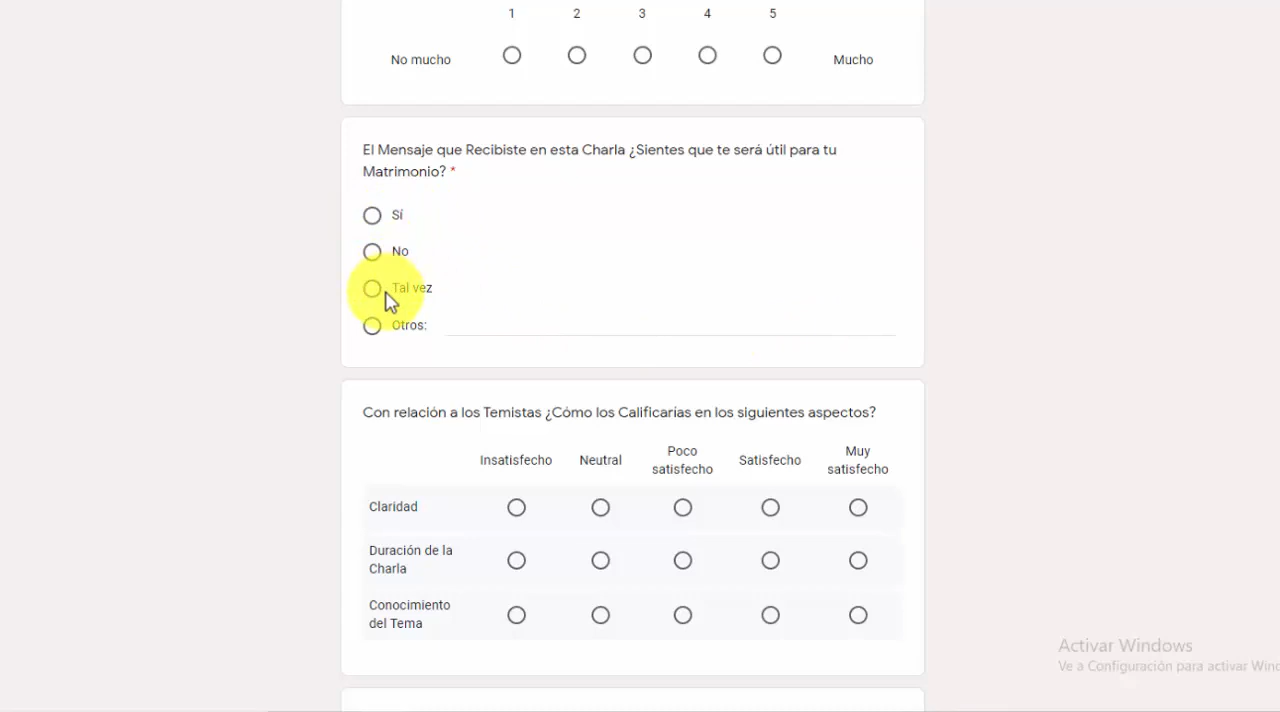 1 2 3 4 5
No mucho Mucho
El Mensaje que Recibiste en esta Charla ¿Sientes que te será útil para tu
Matrimonio? *
Sí
No
Tal vez
Otros:
Con relación a los Temistas ¿Cómo los Calificarias en los siguientes aspectos?
Insatisfecho Neutral Poco satisfecho Satisfecho Muy satisfecho
Claridad
Duración de la
Charla
Conocimiento
del Tema
Activar Windows
Ve a Configuración para activar